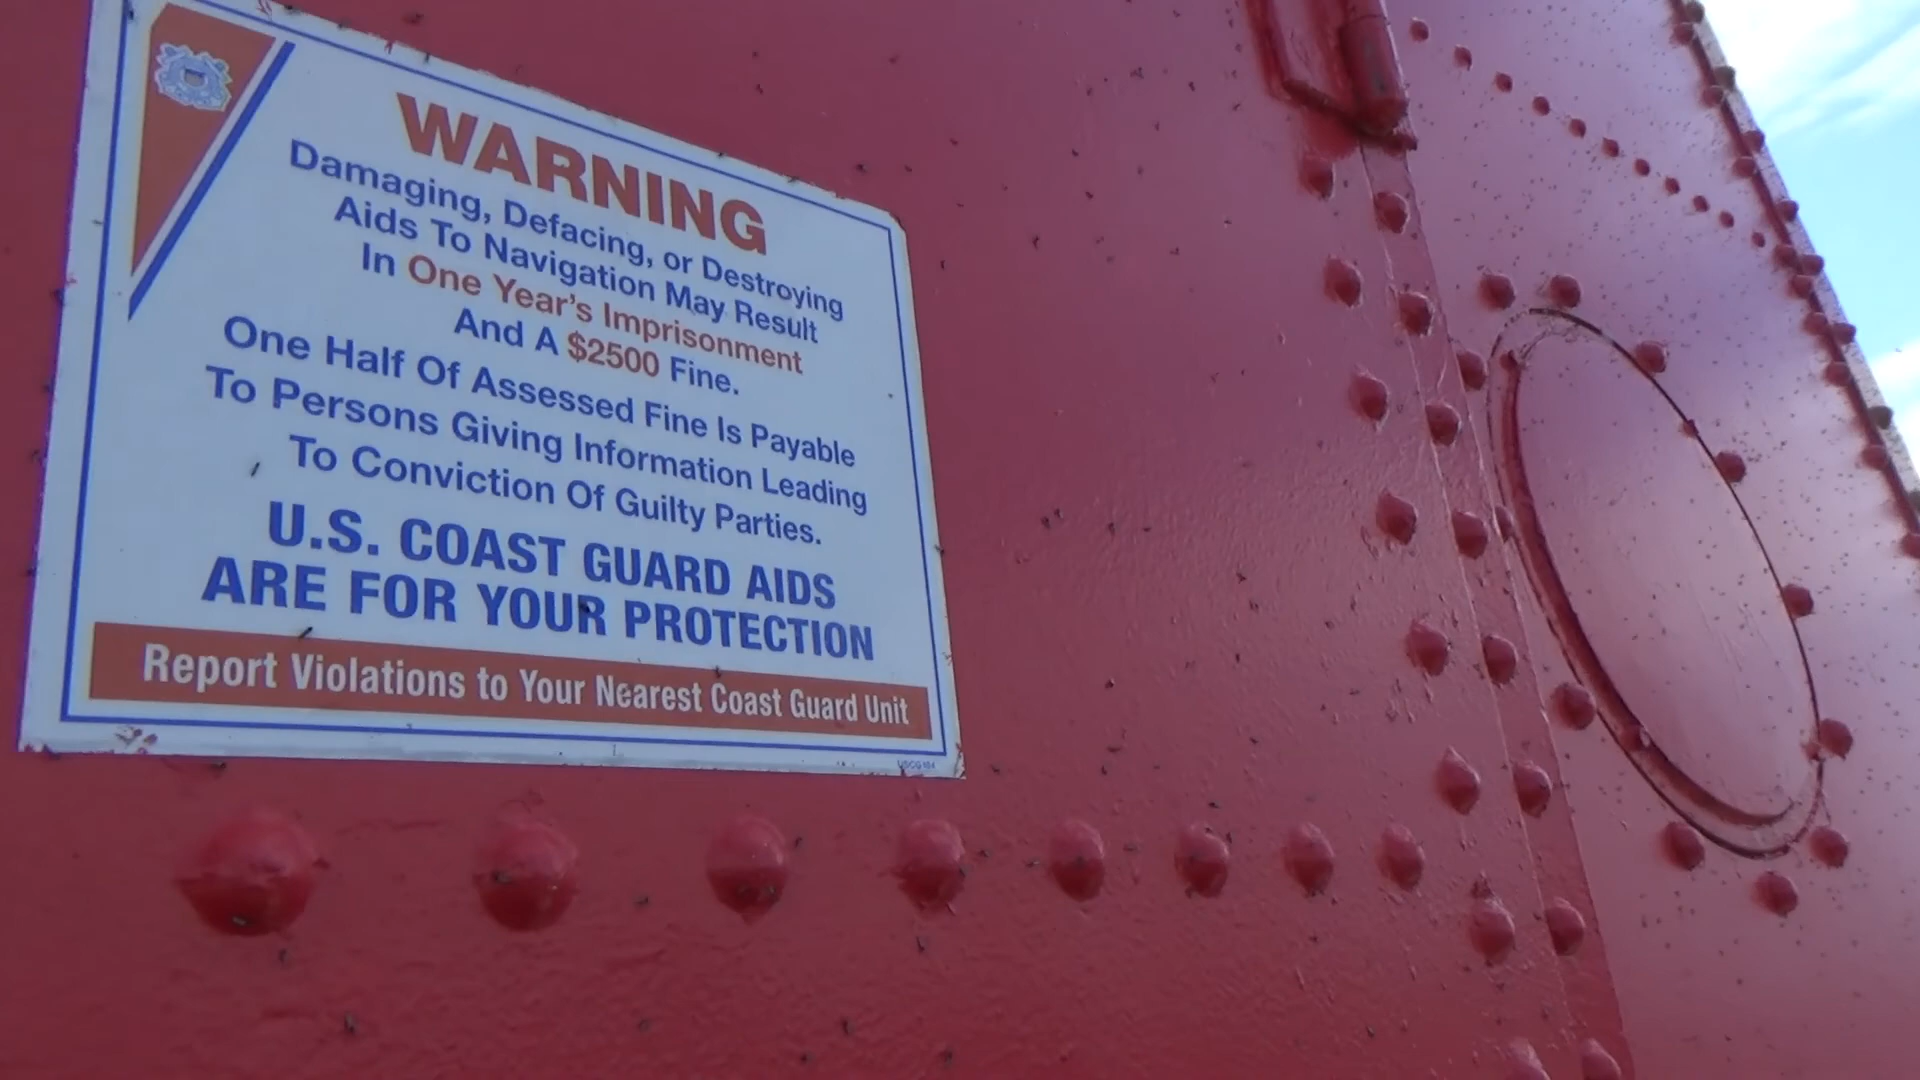 WARNING
Damaging, Defacing, or Destroying
Aids To Navigation May Result
In One Year's Imprisonment
And A $2500 Fine.
One Half Of Assessed Fine Is Payable
To Persons Giving Information Leading
To Conviction Of Guilty Parties.
U.S. COAST GUARD AIDS
ARE FOR YOUR PROTECTION
Report Violations to Your Nearest Coast Guard Unit